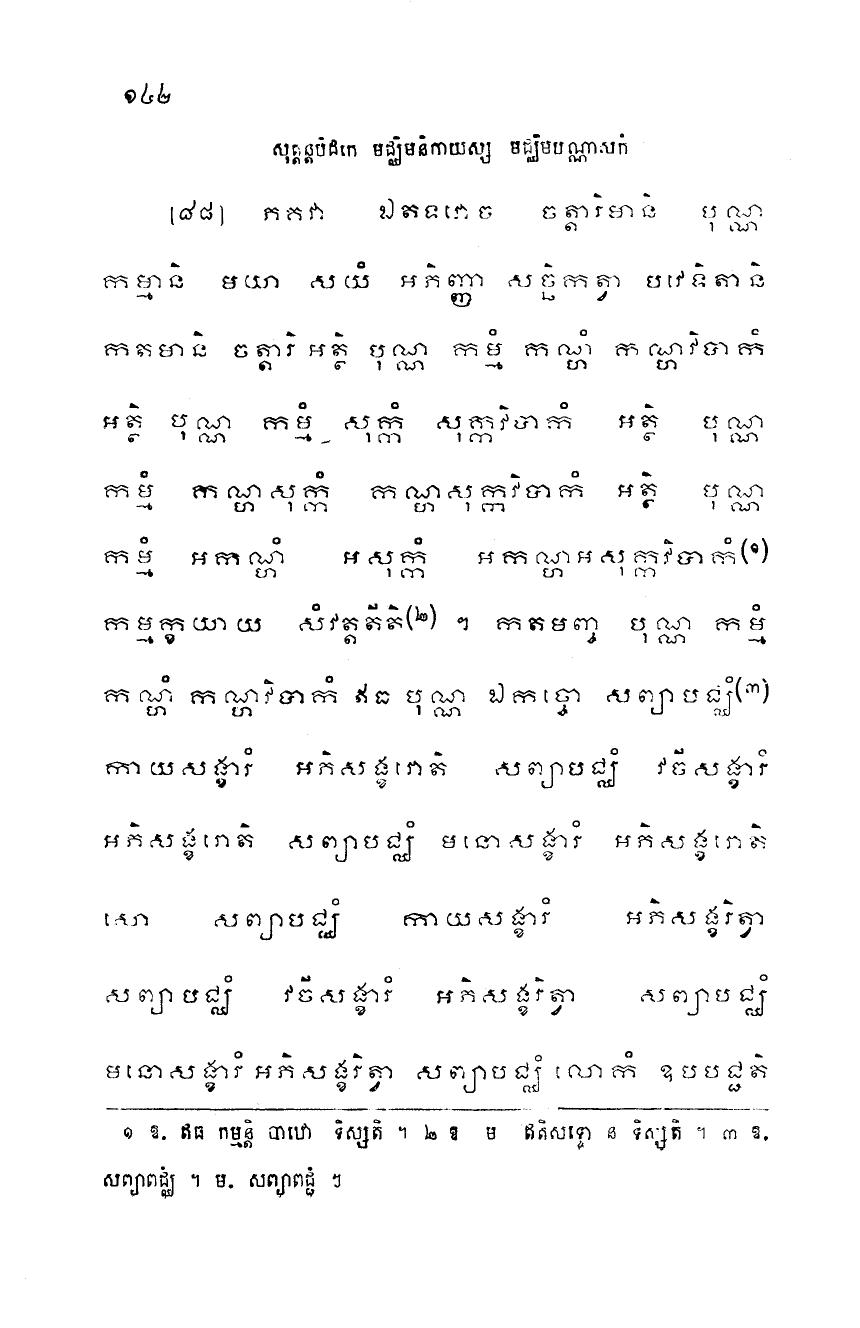 ១៤២
សុត្តន្តបិដកេ មជ្ឈិមនិកាយស្ស មជ្ឈិមបណ្ណាសកំ
[៨៨] ភគវា ឯតទវោច ចត្តារិមានិ បុណ្ណ
កម្មានិ មយា សយំ អភិញ្ញា សច្ឆិកត្វា បវេទិតានិ
កតមានិ ចត្តារិ អត្ថិ បុណ្ណ កម្មំ កណ្ហំ កណ្ហវិបាកំ
អត្ថិ បុណ្ណ កម្មំ សុក្កំ សុក្កវិបាកំ អត្ថិ បុណ្ណ
កម្មំ កណ្ហសុក្កំ កណ្ហសុក្កវិបាកំ អត្ថិ បុណ្ណ
កម្មំ អកណ្ហំ អសុក្កំ អកណ្ហអសុក្កវិបាកំ(១)
កម្មក្ខយាយ សំវត្តតីតិ(២) ។ កតមញ្ច បុណ្ណ កម្មំ
កណ្ហំ កណ្ហវិបាកំ ឥធ បុណ្ណ ឯកច្ចោ សព្យាបជ្ឈំ(៣)
កាយសង្ខារំ អភិសង្ខរោតិ សព្យាបជ្ឈំ វចីសង្ខារំ
អភិសង្ខរោតិ សព្យាបជ្ឈំ មនោសង្ខារំ អភិសង្ខរោតិ
សោ សព្យាបជ្ឈំ កាយសង្ខារំ អភិសង្ខរិត្វា
សព្យាបជ្ឈំ វចីសង្ខារំ អភិសង្ខរិត្វា សព្យាបជ្ឈំ
មនោសង្ខារំ អភិសង្ខរិត្វា សព្យាបជ្ឈំ លោកំ ឧបបជ្ជតិ
១ ឱ. ឥធ កម្មន្តិ បាឋោ ទិស្សតិ ។ ២ ឱ ម ឥតិសទ្ទោ ន ទិស្សតិ ។ ៣ ឱ.
សព្យាពជ្ឈំ ។ ម. សព្យាពជ្ឈំ ៗ